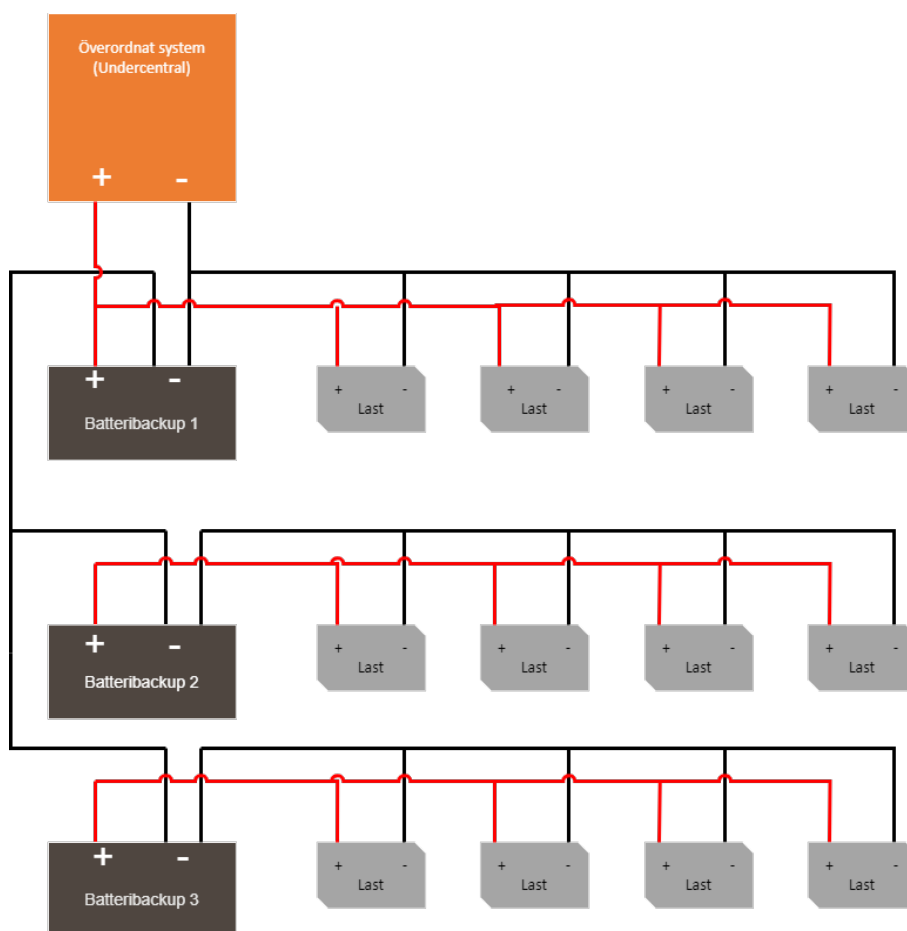 Överordnat system
(Undercentral)
+ -
+ -
Batteribackup 1
+ -
Last
+ -
Last
+ -
Last
+ -
Last
+ -
Batteribackup 2
+ -
Last
+ -
Last
+ -
Last
+ -
Last
+ -
Batteribackup 3
+ -
Last
+ -
Last
+ -
Last
+ -
Last